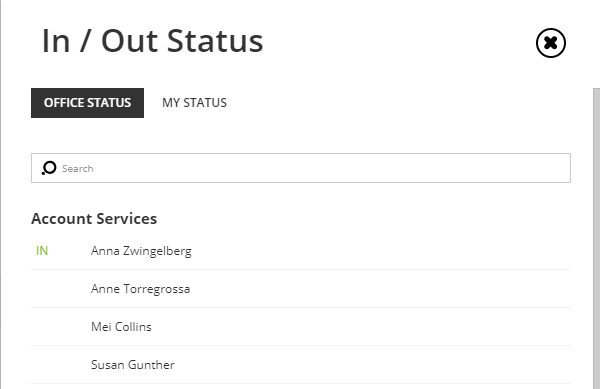 In / Out Status
OFFICE STATUS MY STATUS
Search
Account Services
IN Anna Zwingelberg
Anne Torregrossa
Mei Collins
Susan Gunther